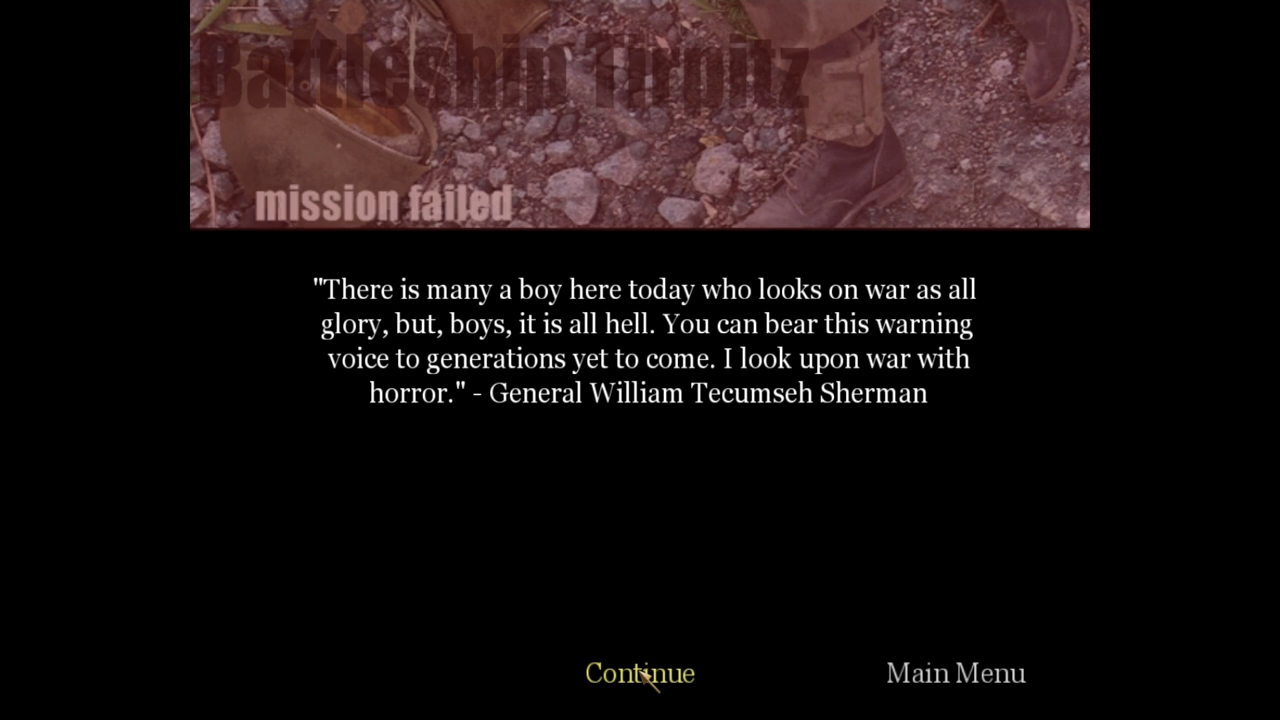 Battleship Tirpitz
mission failed
"There is many a boy here today who looks on war as all
glory, but, boys, it is all hell. You can bear this warning
voice to generations yet to come. I look upon war with
horror." - General William Tecumseh Sherman
Continue
Main Menu